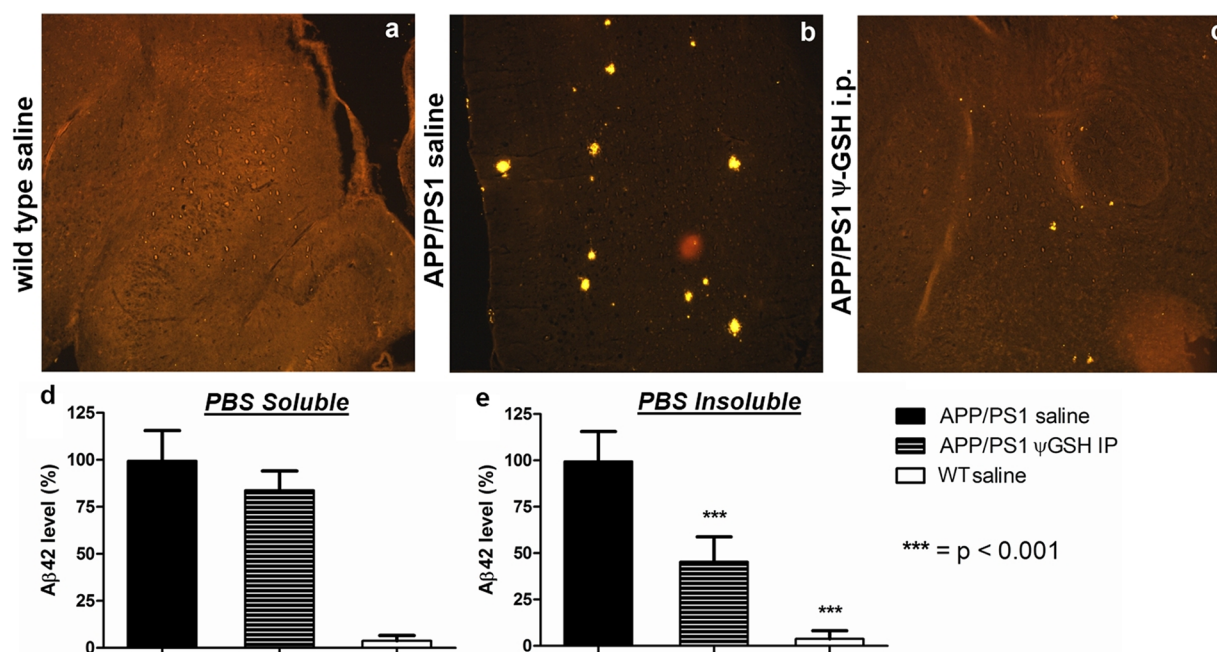 wild type saline
a
APP/PS1 saline
b
APP/PS1 Ψ-GSH i.p.
d
PBS Soluble
Aβ42 level (%)
125
100
75
50
25
0
e
PBS Insoluble
Aβ42 level (%)
125
100
75
50
25
0
***
***
APP/PS1 saline
APP/PS1 ψGSH IP
WT saline
*** = p < 0.001